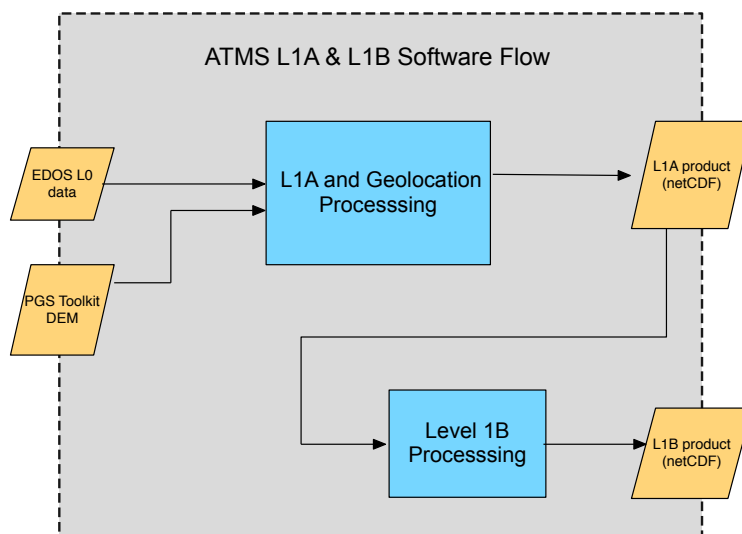 ATMS L1A & L1B Software Flow
EDOS L0
data
L1A and Geolocation
Processsing
L1A product
(netCDF)
PGS Toolkit
DEM
Level 1B
Processsing
L1B product
(netCDF)